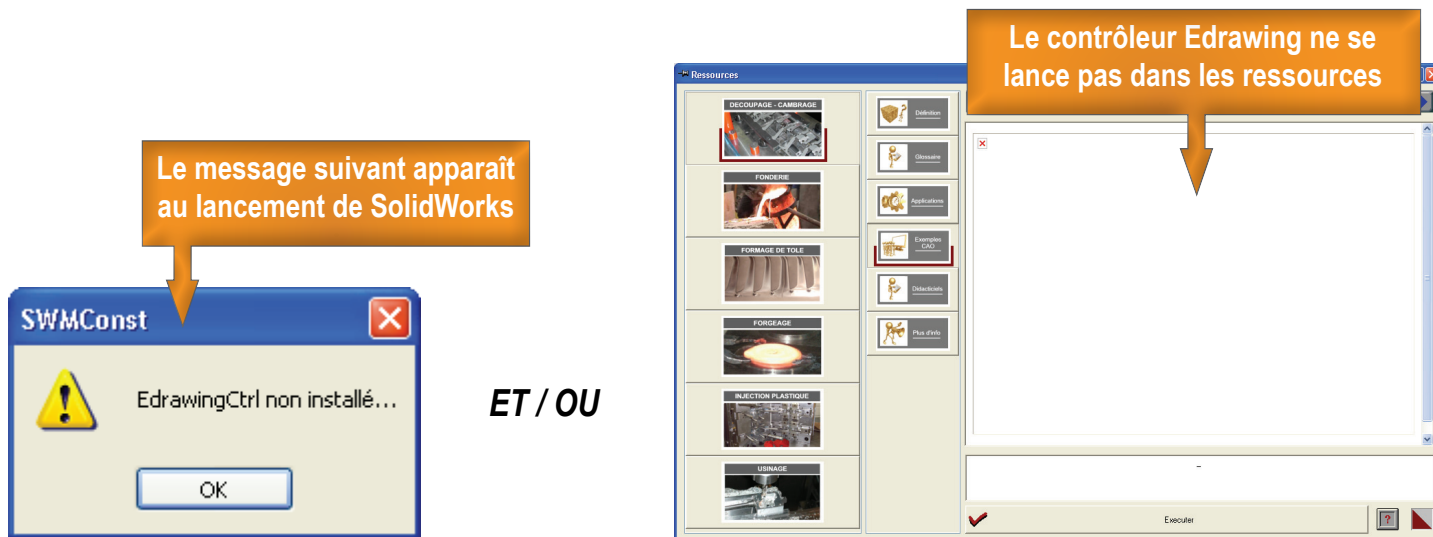 Le contrôleur Edrawing ne se
lance pas dans les ressources
Le message suivant apparaît
au lancement de SolidWorks
SWMConst
EdrawingCtrl non installé...
OK
ET / OU
Ressources
DECOUPAGE - CAMBRAGE
FONDERIE
FORMAGE DE TOLE
FORGEAGE
INJECTION PLASTIQUE
USINAGE
Définition
Glossaire
Applications
Exemples
CAO
Didacticiels
Plus d'info
Executer